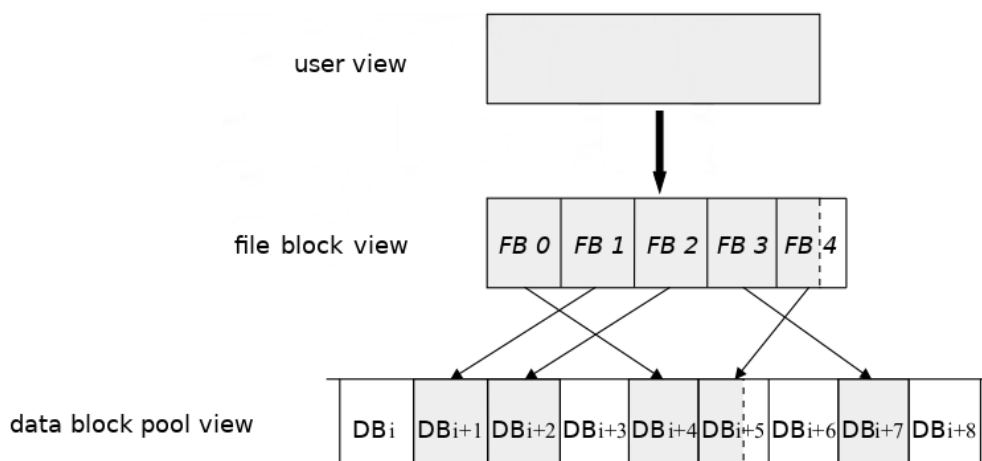 user view
file block view FB 0 FB 1 FB 2 FB 3 FB 4
data block pool view DBi DBi+1 DBi+2 DBi+3 DBi+4 DBi+5 DBi+6 DBi+7 DBi+8